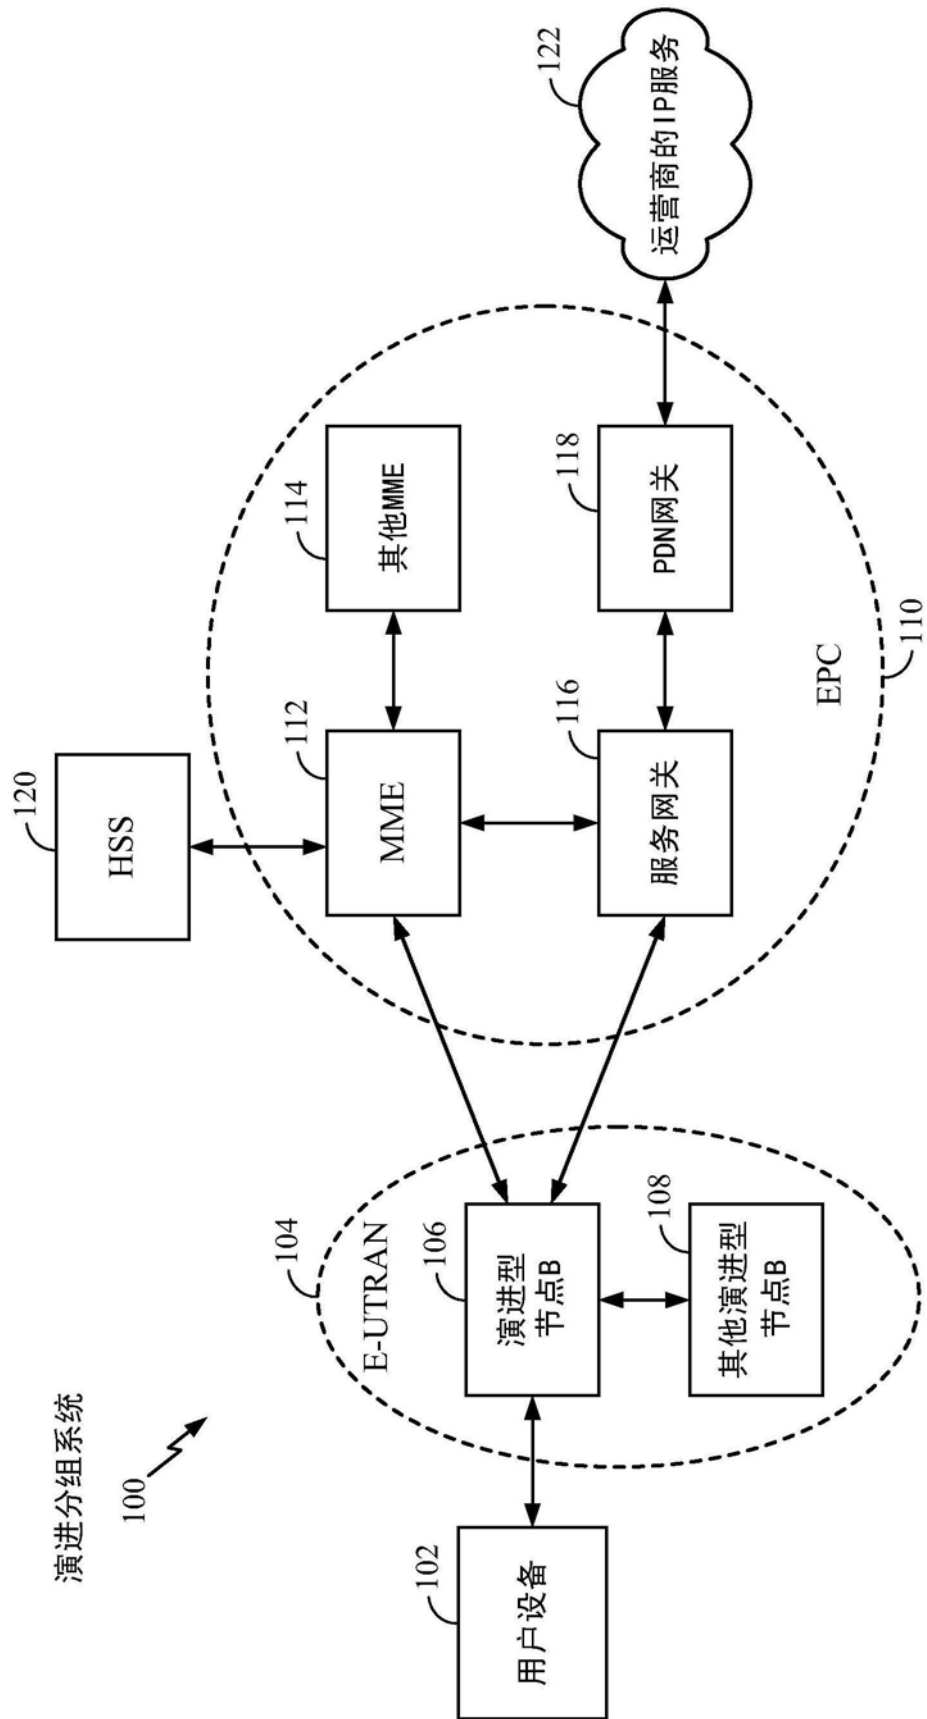 演进分组系统
100
用户设备
102
104
E-UTRAN
106
演进型
节点B
108
其他演进型
节点B
120
HSS
112
MME
114
其他MME
116
服务网关
118
PDN网关
EPC
110
122
运营商的IP服务